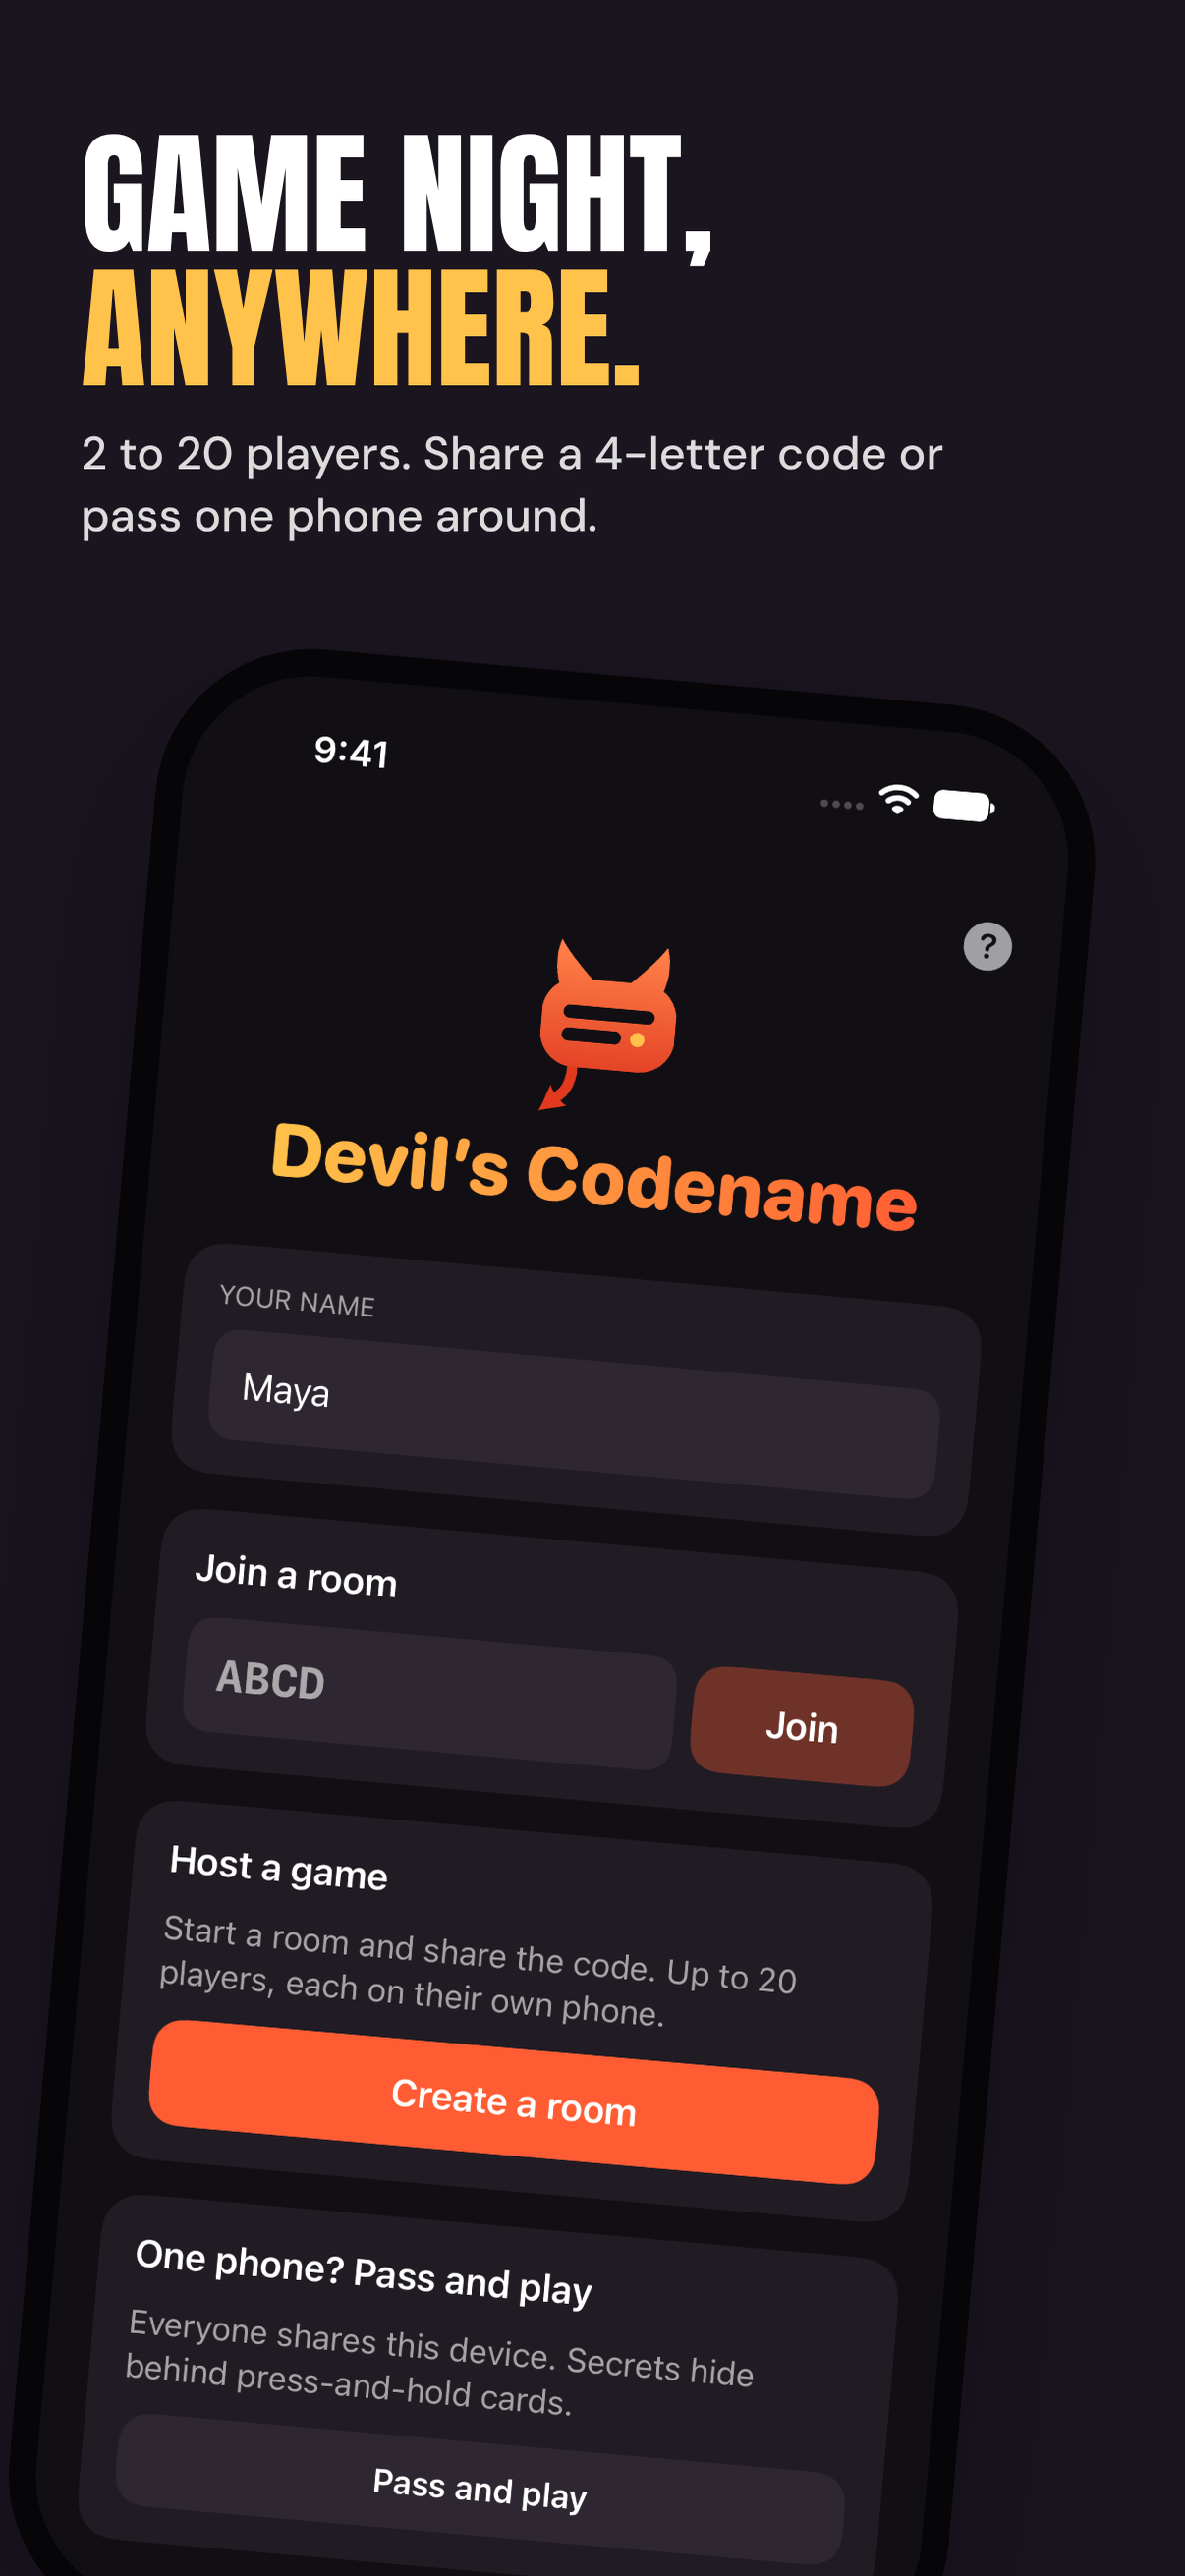 GAME NIGHT,
ANYWHERE.
2 to 20 players. Share a 4-letter code or
pass one phone around.
9:41
?
Devil's Codename
YOUR NAME
Maya
Join a room
ABCD
Join
Host a game
Start a room and share the code. Up to 20
players, each on their own phone.
Create a room
One phone? Pass and play
Everyone shares this device. Secrets hide
behind press-and-hold cards.
Pass and play